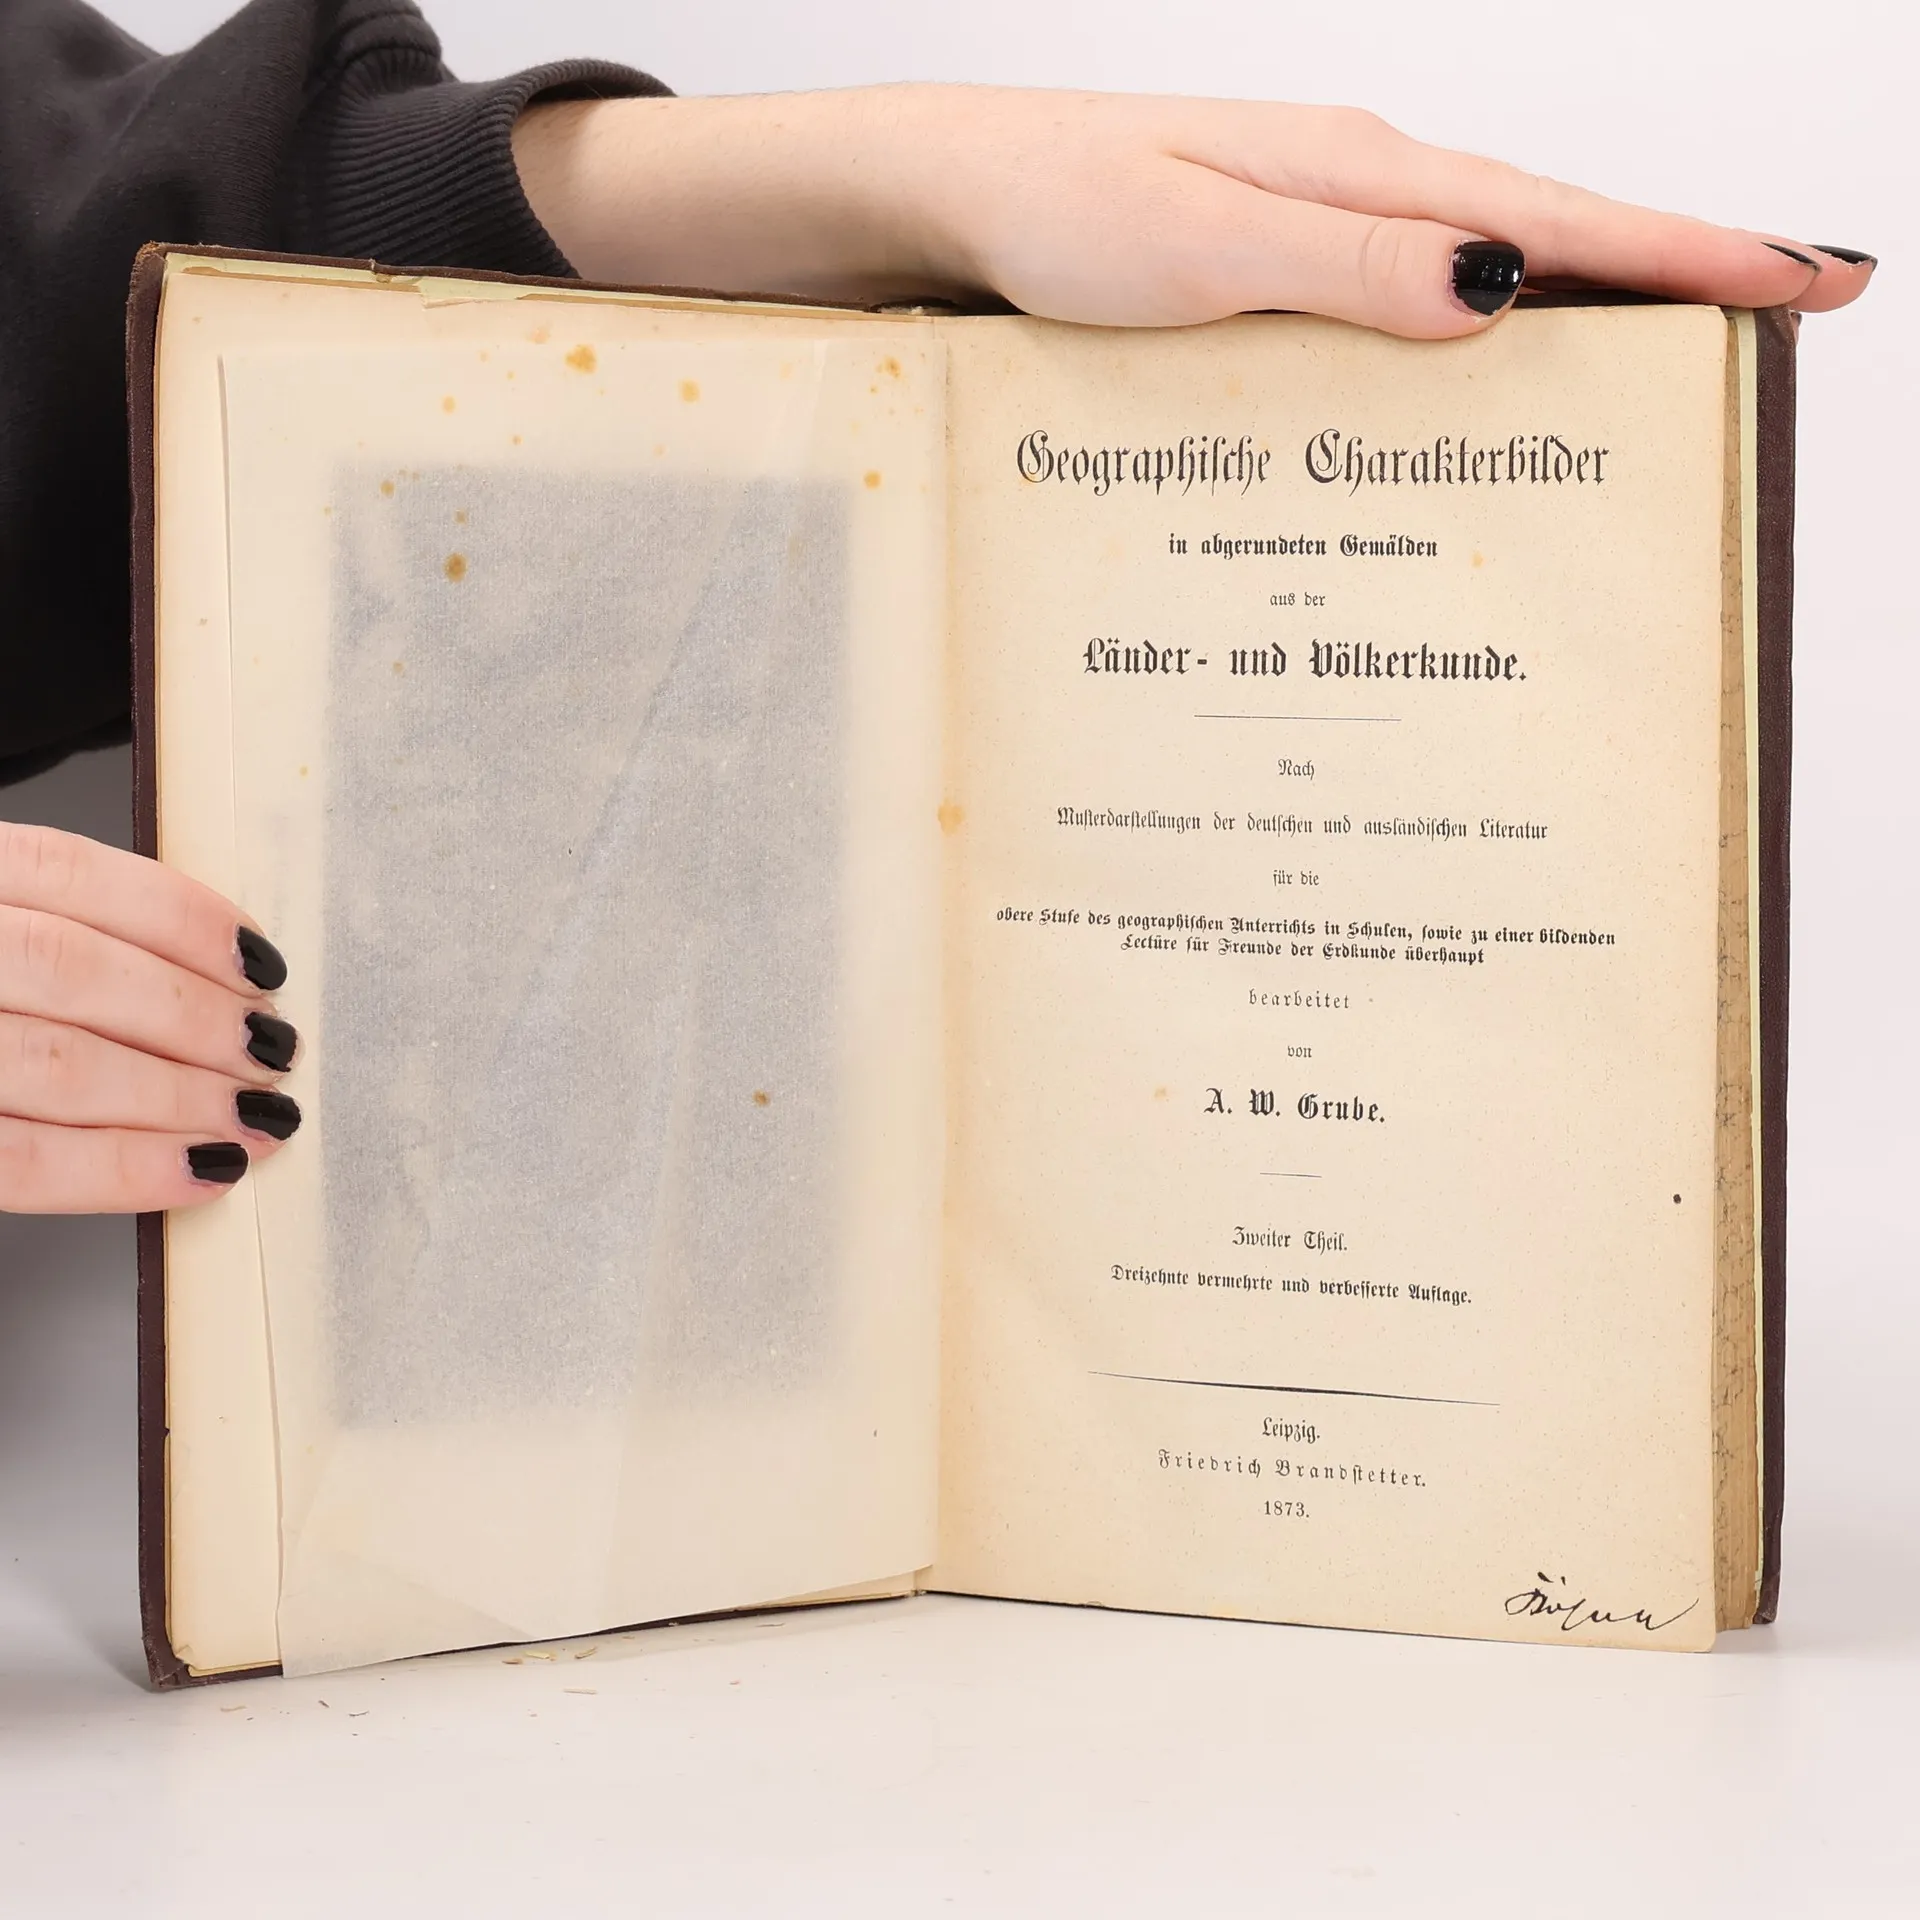 Geographische Charakterbilder
in abgerundeten Gemälden
aus der
Länder- und Völkerkunde.
Nach
Musterdarstellungen der deutschen und ausländischen Literatur
für die
obere Stufe des geographischen Unterrichts in Schulen, sowie zu einer bildenden
Lectüre für Freunde der Erdkunde überhaupt
bearbeitet
von
A. W. Grube.
Zweiter Theil.
Dreizehnte vermehrte und verbesserte Auflage.
Leipzig.
Friedrich Brandstetter.
1873.